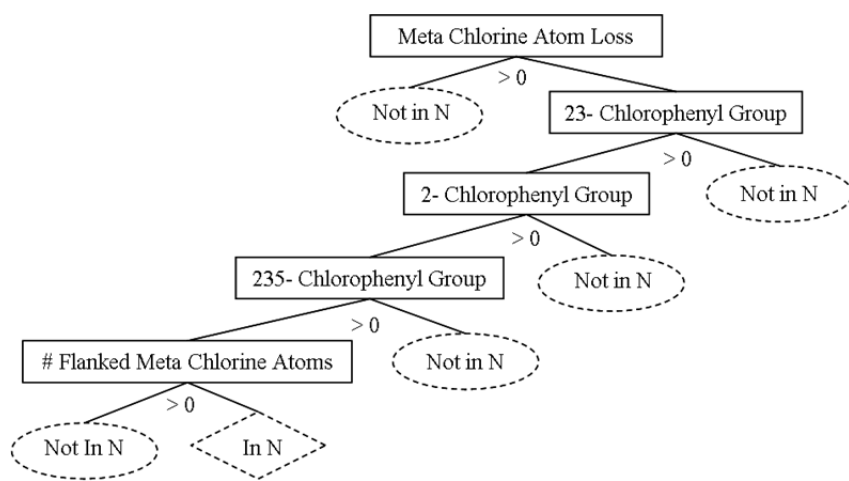 Meta Chlorine Atom Loss
> 0
Not in N
23- Chlorophenyl Group
> 0
2- Chlorophenyl Group
Not in N
> 0
235- Chlorophenyl Group
Not in N
> 0
# Flanked Meta Chlorine Atoms
Not in N
> 0
Not In N
In N